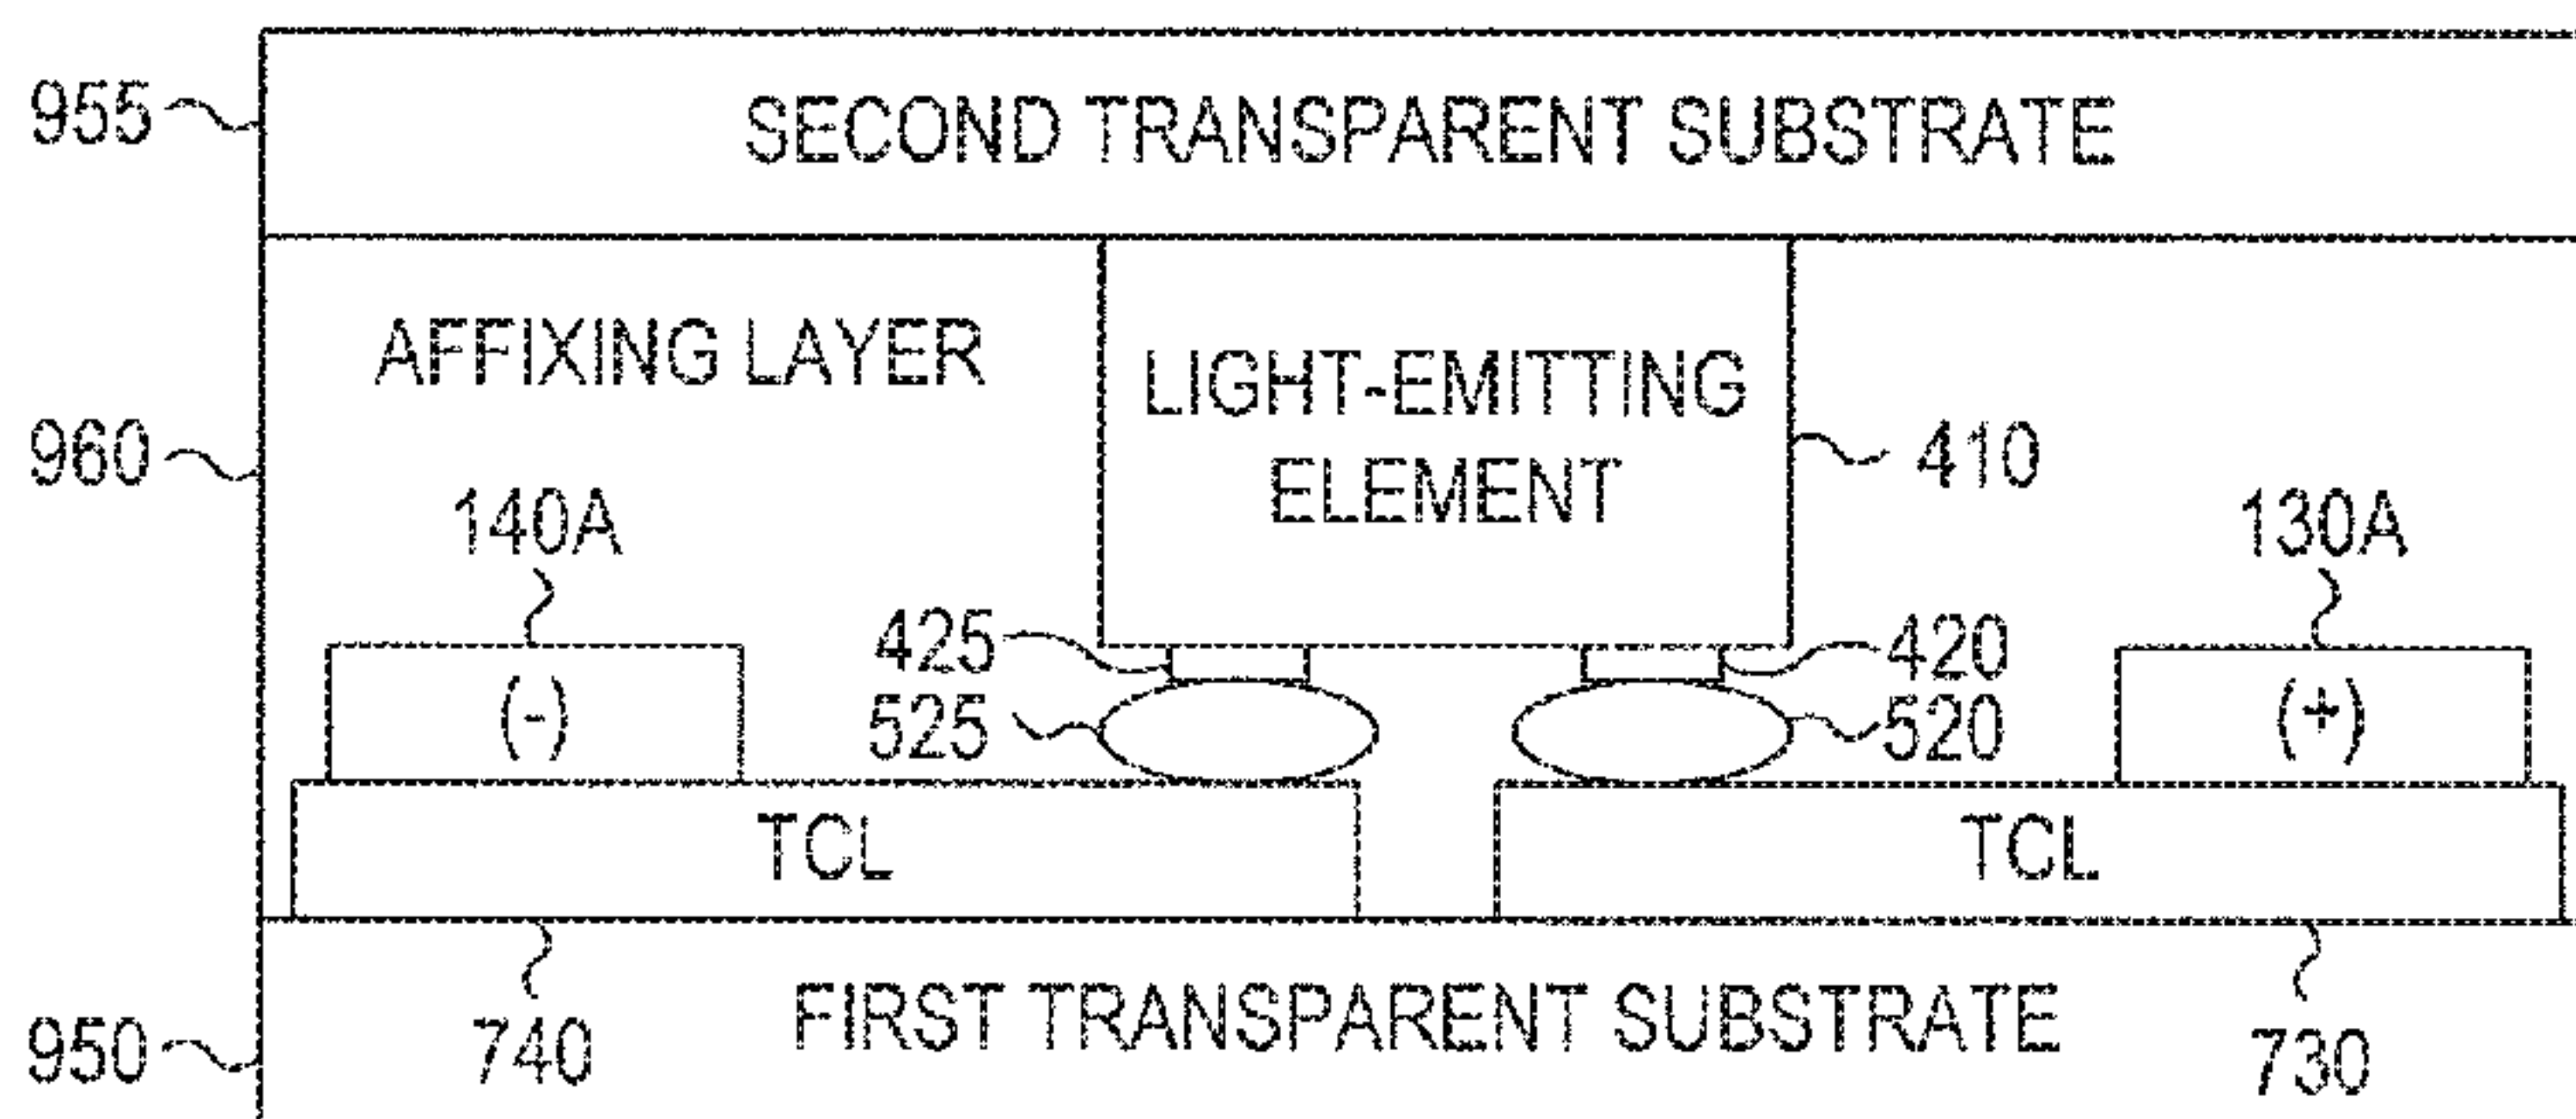 955
SECOND TRANSPARENT SUBSTRATE
AFFIXING LAYER
LIGHT-EMITTING
ELEMENT
960
410
140A
130A
425
420
(-)
525
520
(+)
TCL
TCL
FIRST TRANSPARENT SUBSTRATE
950
740
730